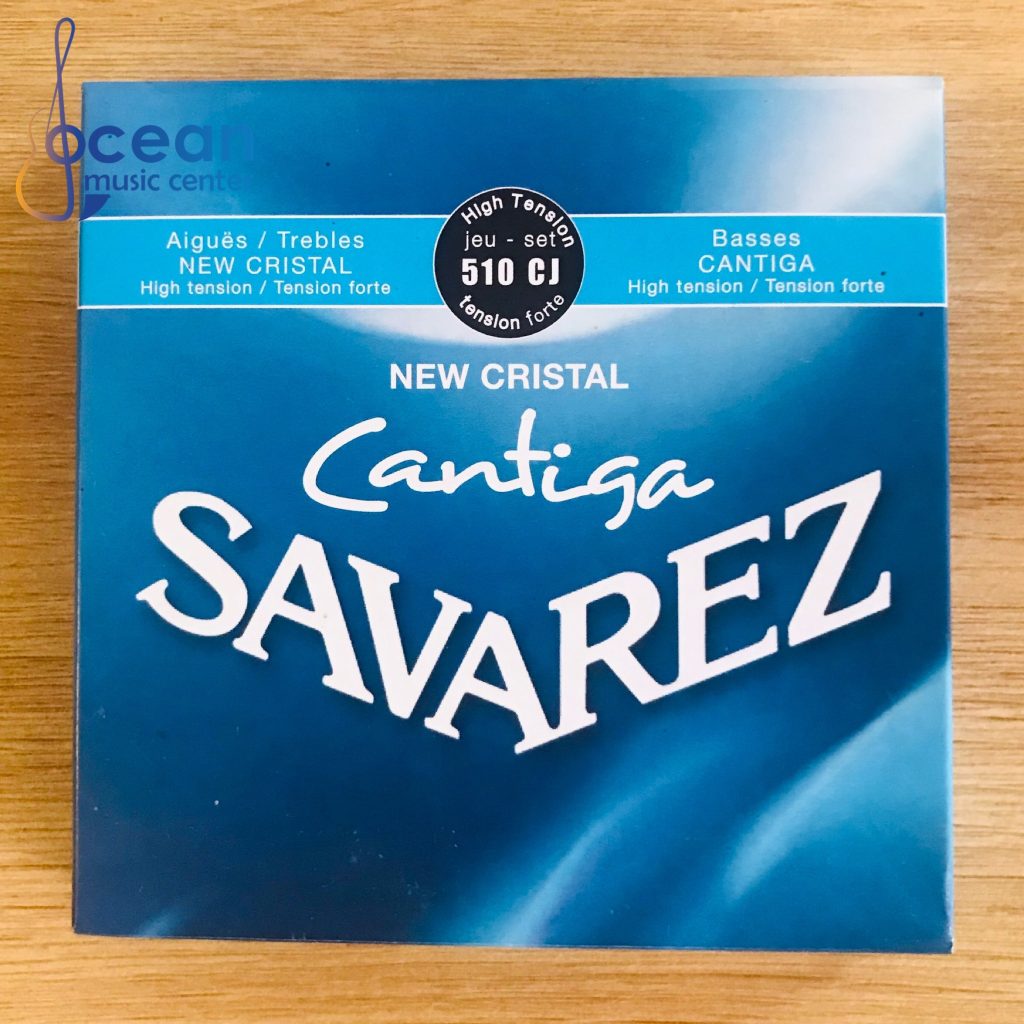 ocean
music center
High Tension
jeu - set
510 CJ
tension forte
Aiguës / Trebles
NEW CRISTAL
High tension / Tension forte
Basses
CANTIGA
High tension / Tension forte
NEW CRISTAL
Cantiga
SAVAREZ